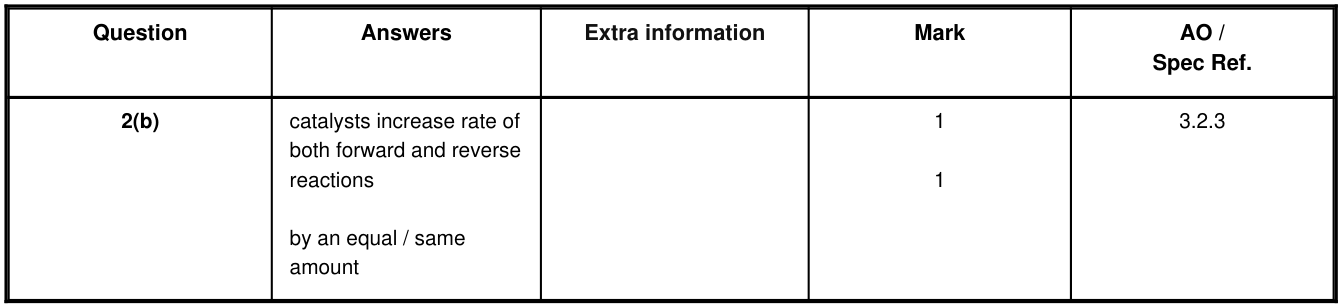 Question Answers Extra information Mark AO /
Spec Ref.
2(b) catalysts increase rate of 1 3.2.3
both forward and reverse
reactions 1
by an equal / same
amount